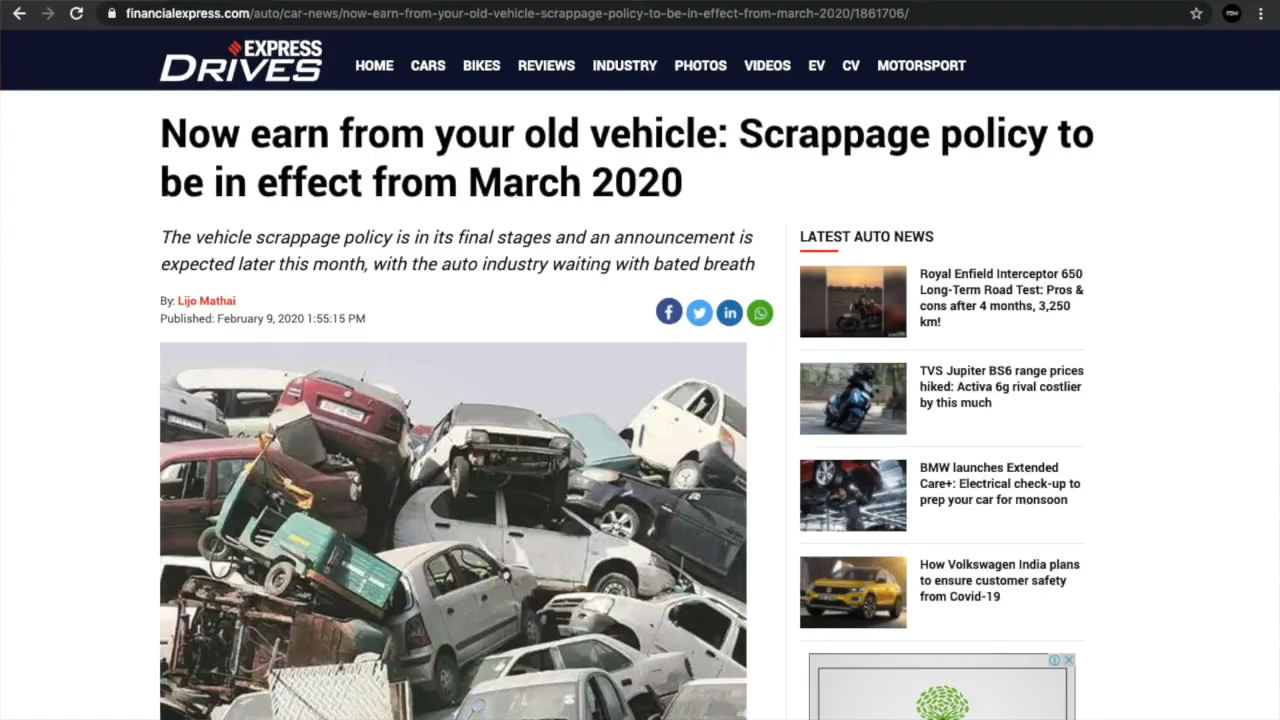 financialexpress.com/auto/car-news/now-earn-from-your-old-vehicle-scrappage-policy-to-be-in-effect-from-march-2020/1861706/
EXPRESS
DRIVES
HOME CARS BIKES REVIEWS INDUSTRY PHOTOS VIDEOS EV CV MOTORSPORT
Now earn from your old vehicle: Scrappage policy to
be in effect from March 2020
The vehicle scrappage policy is in its final stages and an announcement is
expected later this month, with the auto industry waiting with bated breath
By: Lijo Mathai
Published: February 9, 2020 1:55:15 PM
LATEST AUTO NEWS
Royal Enfield Interceptor 650
Long-Term Road Test: Pros &
cons after 4 months, 3,250
km!
TVS Jupiter BS6 range prices
hiked: Activa 6g rival costlier
by this much
BMW launches Extended
Care+: Electrical check-up to
prep your car for monsoon
How Volkswagen India plans
to ensure customer safety
from Covid-19